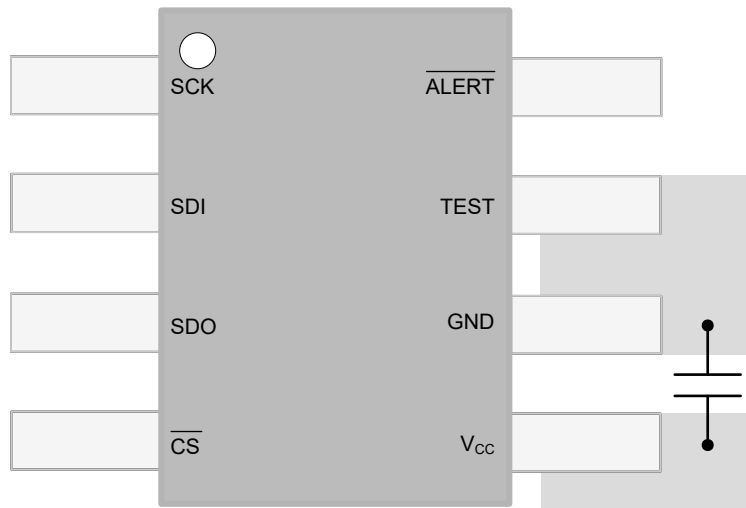 SCK
ALERT
SDI
TEST
SDO
GND
CS
VCC